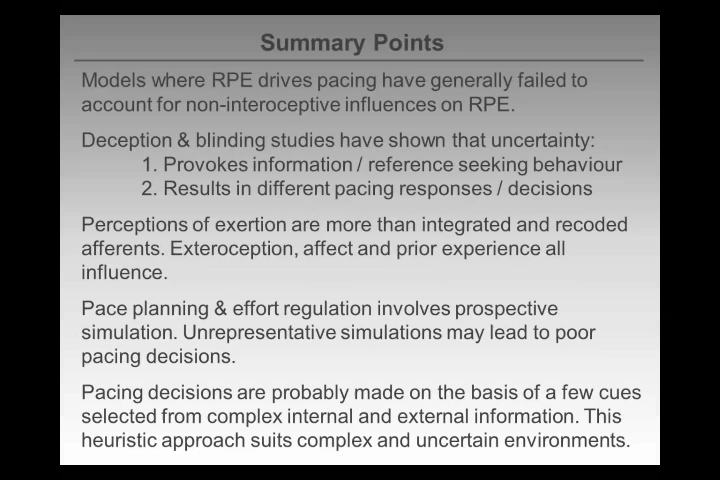 Summary Points
Models where RPE drives pacing have generally failed to
account for non-interoceptive influences on RPE.
Deception & blinding studies have shown that uncertainty:
1. Provokes information / reference seeking behaviour
2. Results in different pacing responses / decisions
Perceptions of exertion are more than integrated and recoded
afferents. Exteroception, affect and prior experience all
influence.
Pace planning & effort regulation involves prospective
simulation. Unrepresentative simulations may lead to poor
pacing decisions.
Pacing decisions are probably made on the basis of a few cues
selected from complex internal and external information. This
heuristic approach suits complex and uncertain environments.